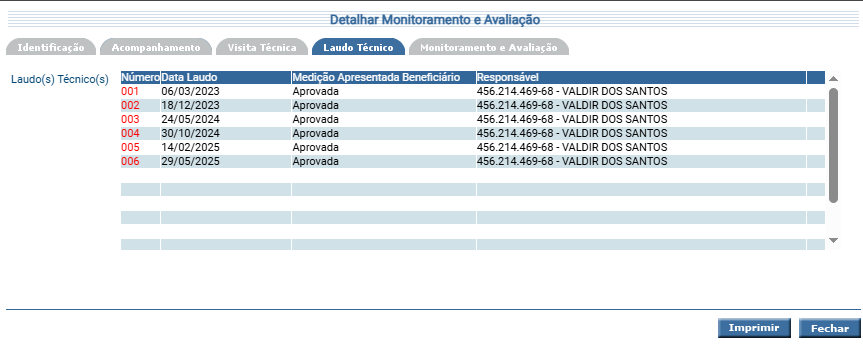 Detalhar Monitoramento e Avaliação
Identificação Acompanhamento Visita Técnica Laudo Técnico Monitoramento e Avaliação
Laudo(s) Técnico(s)
Número Data Laudo Medição Apresentada Beneficiário Responsável
001 06/03/2023 Aprovada 456.214.469-68 - VALDIR DOS SANTOS
002 18/12/2023 Aprovada 456.214.469-68 - VALDIR DOS SANTOS
003 24/05/2024 Aprovada 456.214.469-68 - VALDIR DOS SANTOS
004 30/10/2024 Aprovada 456.214.469-68 - VALDIR DOS SANTOS
005 14/02/2025 Aprovada 456.214.469-68 - VALDIR DOS SANTOS
006 29/05/2025 Aprovada 456.214.469-68 - VALDIR DOS SANTOS
Imprimir Fechar